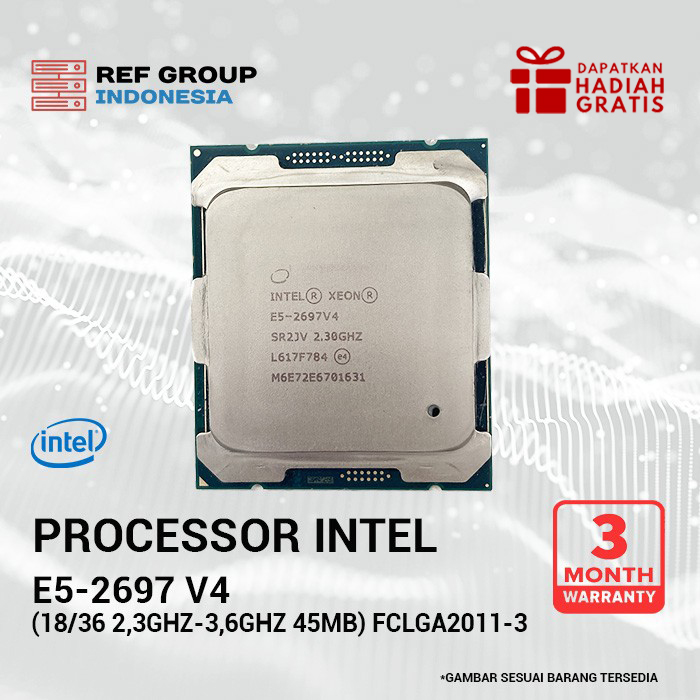 REF GROUP
INDONESIA
DAPATKAN
HADIAH
GRATIS
INTEL® XEON®
E5-2697V4
SR2JV 2.30GHZ
L617F784 e4
M6E72E6701631
intel
PROCESSOR INTEL
E5-2697 V4
(18/36 2,3GHZ-3,6GHZ 45MB) FCLGA2011-3
3
MONTH
WARRANTY
*GAMBAR SESUAI BARANG TERSEDIA